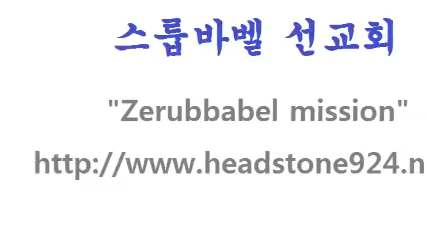 스룹바벨 선교회
"Zerubbabel mission"
http://www.headstone924.n